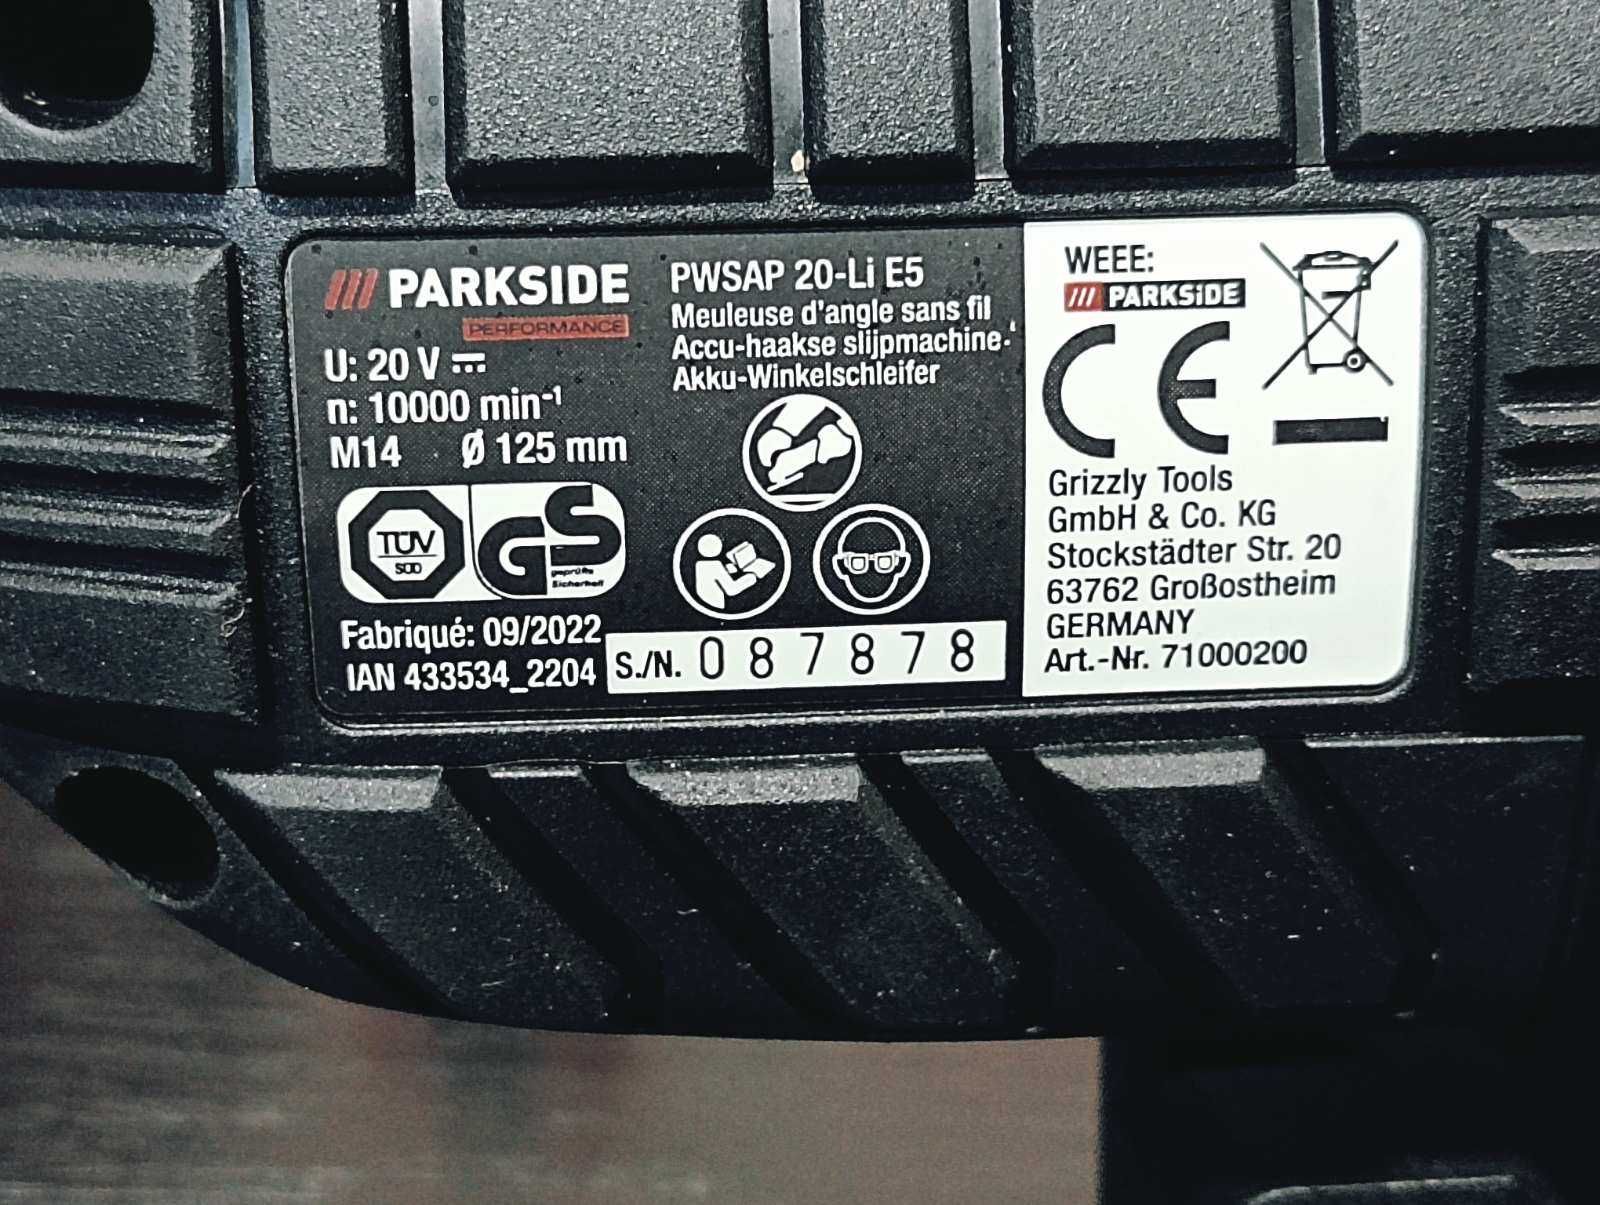 PARKSIDE
PERFORMANCE
U: 20 V
n: 10000 min⁻¹
M14 Ø 125 mm
TÜV
SÜD
GS
geprüfte
Sicherheit
Fabriqué: 09/2022
IAN 433534_2204
PWSAP 20-Li E5
Meuleuse d'angle sans fil
Accu-haakse slijpmachine
Akku-Winkelschleifer
S./N. 087878
WEEE:
PARKSIDE
CE
Grizzly Tools
GmbH & Co. KG
Stockstädter Str. 20
63762 Großostheim
GERMANY
Art.-Nr. 71000200